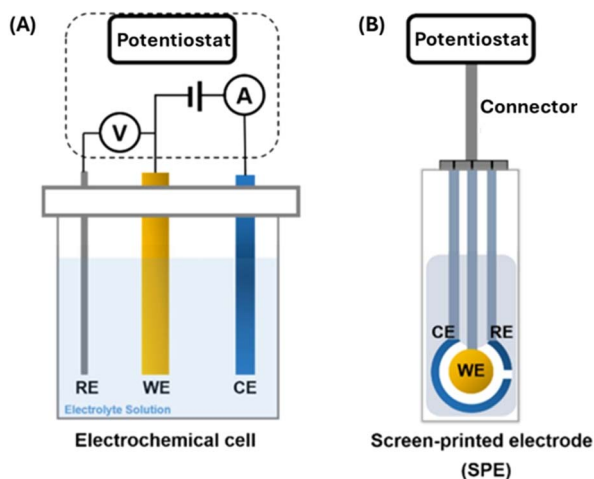 (A)
Potentiostat
V
A
RE
WE
CE
Electrolyte Solution
Electrochemical cell
(B)
Potentiostat
Connector
CE
RE
WE
Screen-printed electrode
(SPE)